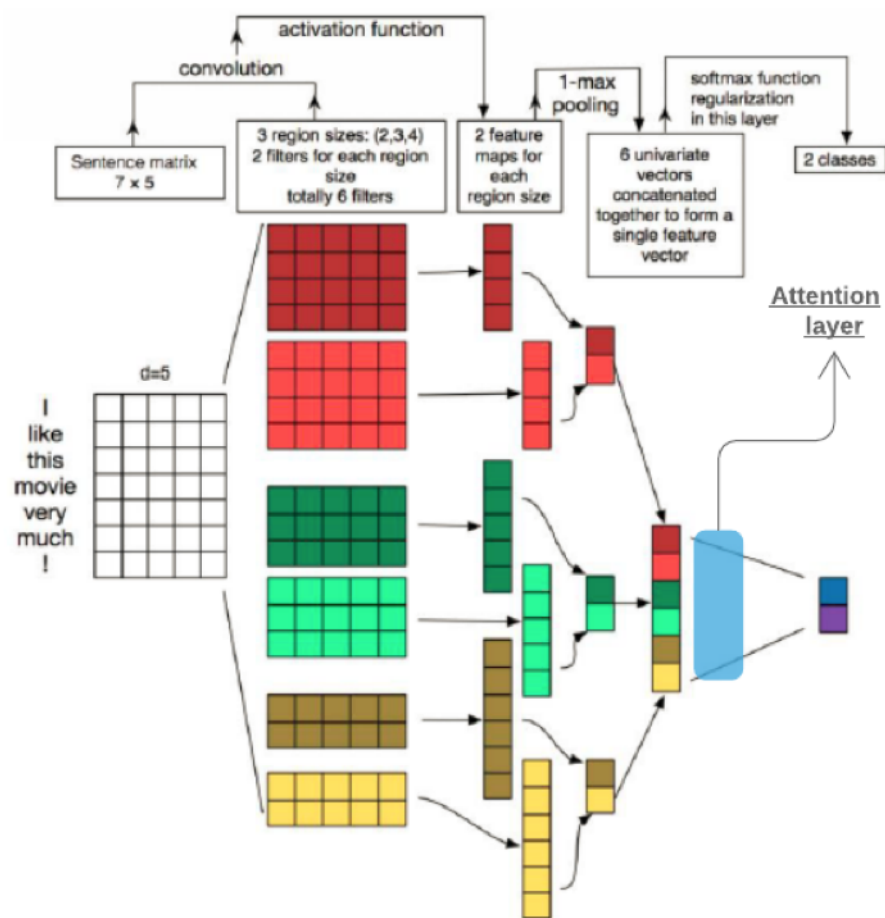 activation function
convolution
1-max
pooling
softmax function
regularization
in this layer
Sentence matrix
7 × 5
3 region sizes: (2,3,4)
2 filters for each region
size
totally 6 filters
2 feature
maps for
each
region size
6 univariate
vectors
concatenated
together to form a
single feature
vector
2 classes
Attention
layer
d=5
I
like
this
movie
very
much
!